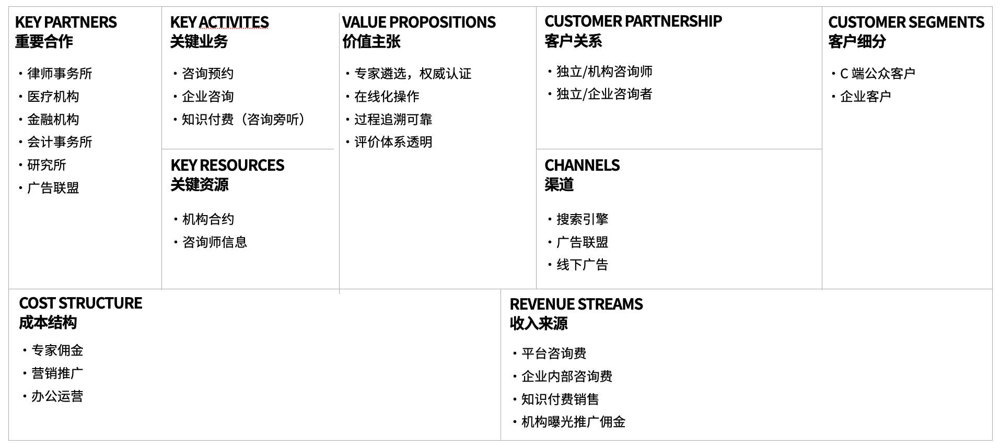 KEY PARTNERS
重要合作
・律师事务所
・医疗机构
・金融机构
・会计事务所
・研究所
・广告联盟
KEY ACTIVITES
关键业务
・咨询预约
・企业咨询
・知识付费（咨询旁听）
KEY RESOURCES
关键资源
・机构合约
・咨询师信息
VALUE PROPOSITIONS
价值主张
・专家遴选，权威认证
・在线化操作
・过程追溯可靠
・评价体系透明
CUSTOMER PARTNERSHIP
客户关系
・独立/机构咨询师
・独立/企业咨询者
CHANNELS
渠道
・搜索引擎
・广告联盟
・线下广告
CUSTOMER SEGMENTS
客户细分
・C 端公众客户
・企业客户
COST STRUCTURE
成本结构
・专家佣金
・营销推广
・办公运营
REVENUE STREAMS
收入来源
・平台咨询费
・企业内部咨询费
・知识付费销售
・机构曝光推广佣金